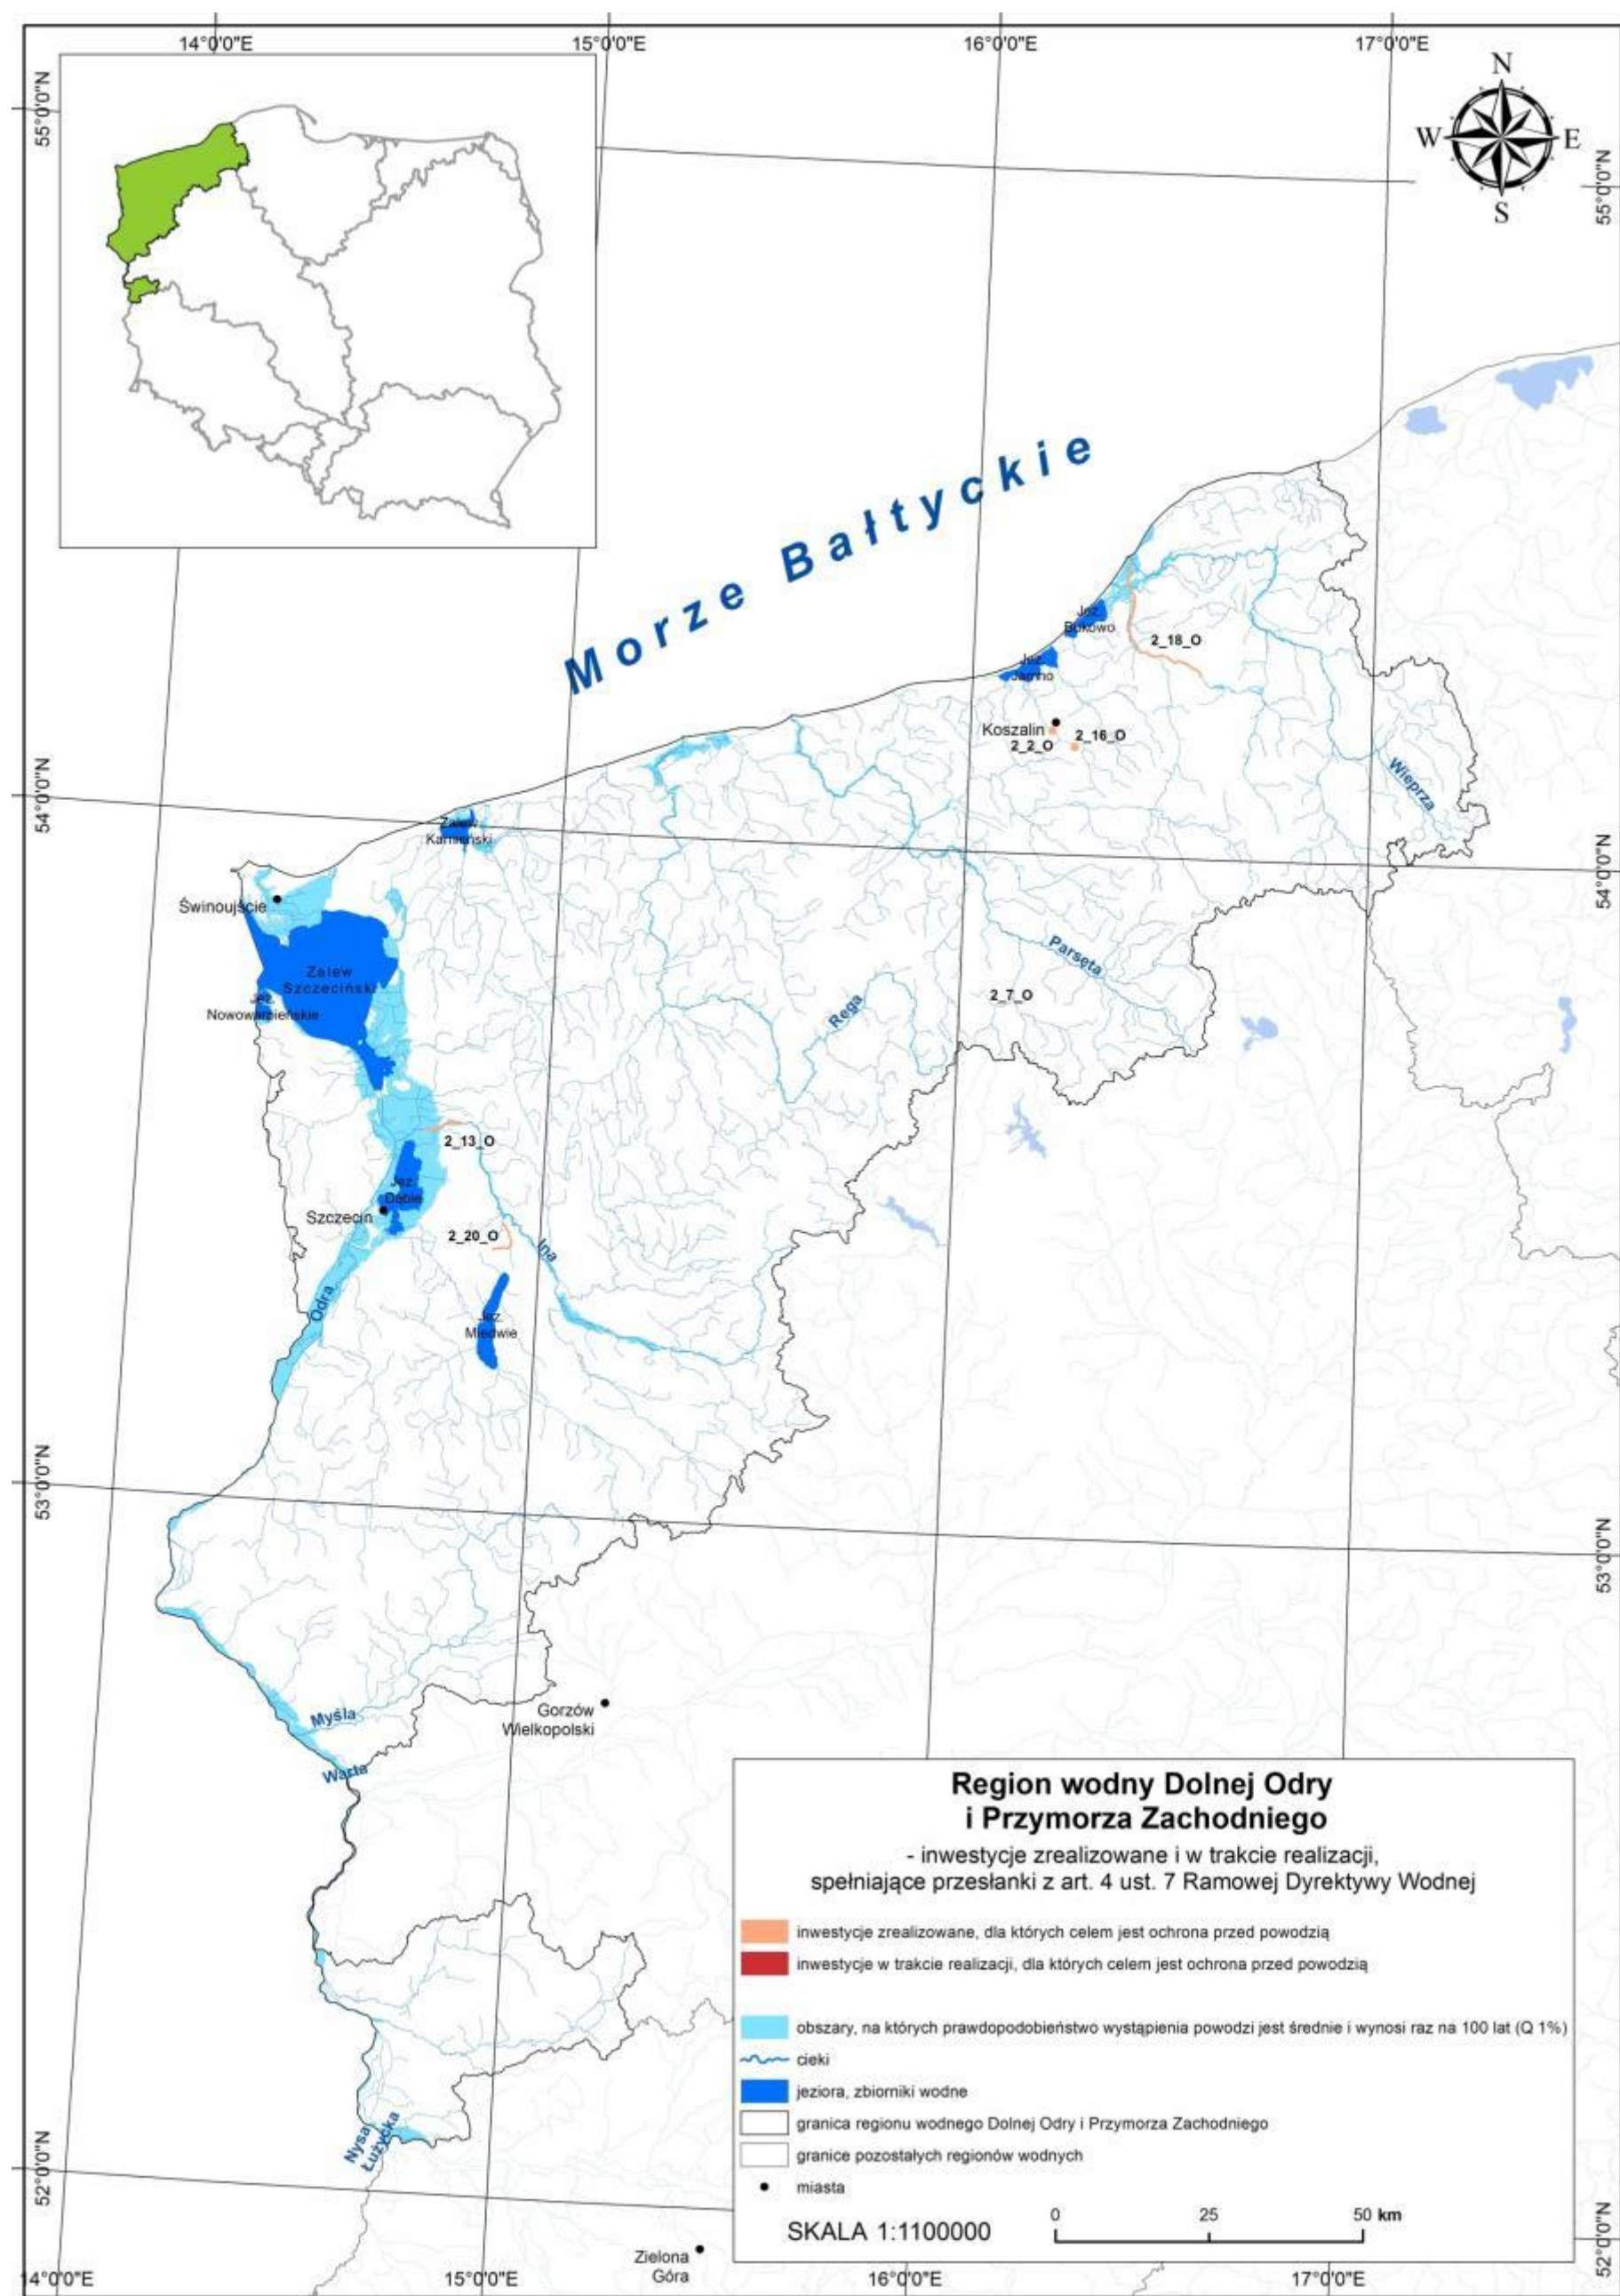 14°0'0"E
15°0'0"E
16°0'0"E
17°0'0"E
55°0'0"N
N
W
E
S
55°0'0"N
Morze Bałtyckie
Jez.
Bukowo
2_18_O
Jez.
Jamno
Koszalin
2_2_O
2_16_O
Wieprza
54°0'0"N
Zalew
Kamieński
54°0'0"N
Świnoujście
Zalew
Szczeciński
Jez.
Nowowarpieńskie
Parsęta
2_7_O
Rega
2_13_O
Jez.
Dąbie
Szczecin
2_20_O
Ina
Odra
Jez.
Miedwie
53°0'0"N
53°0'0"N
Myśla
Gorzów
Wielkopolski
Warta
Nysa
Łużycka
52°0'0"N
52°0'0"N
Zielona
Góra
Region wodny Dolnej Odry
i Przymorza Zachodniego
- inwestycje zrealizowane i w trakcie realizacji,
spełniające przesłanki z art. 4 ust. 7 Ramowej Dyrektywy Wodnej
inwestycje zrealizowane, dla których celem jest ochrona przed powodzią
inwestycje w trakcie realizacji, dla których celem jest ochrona przed powodzią
obszary, na których prawdopodobieństwo wystąpienia powodzi jest średnie i wynosi raz na 100 lat (Q 1%)
cieki
jeziora, zbiorniki wodne
granica regionu wodnego Dolnej Odry i Przymorza Zachodniego
granice pozostałych regionów wodnych
miasta
SKALA 1:1100000
0 25 50 km
14°0'0"E
15°0'0"E
16°0'0"E
17°0'0"E